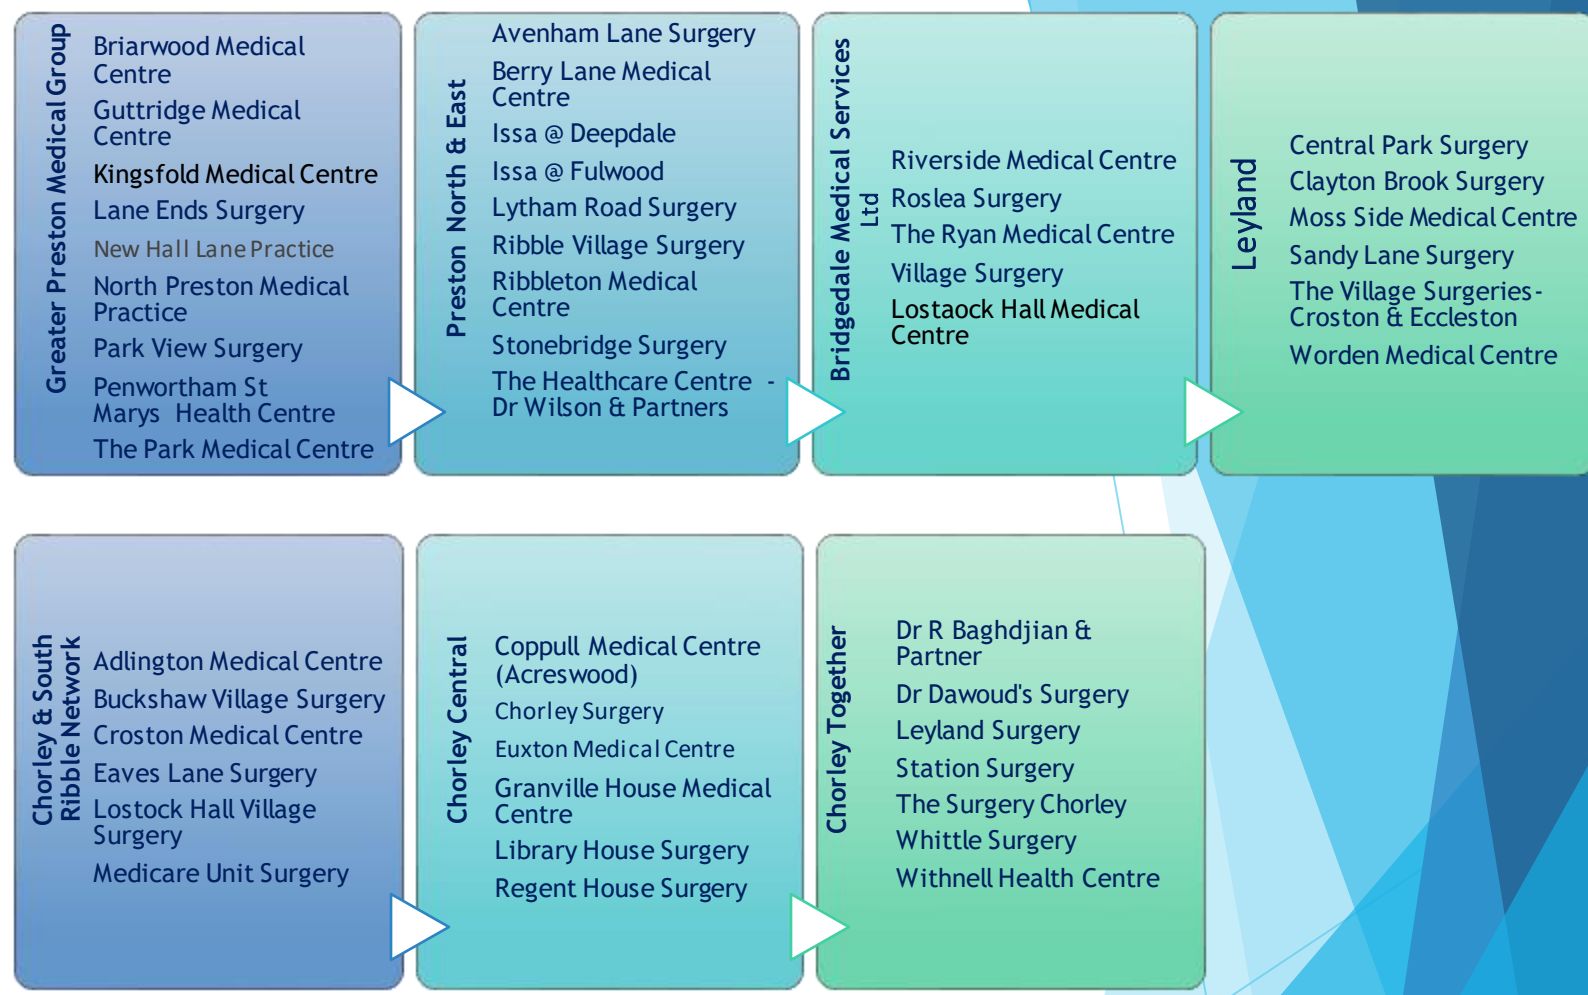 Greater Preston Medical Group
Briarwood Medical
Centre
Guttridge Medical
Centre
Kingsfold Medical Centre
Lane Ends Surgery
New Hall Lane Practice
North Preston Medical
Practice
Park View Surgery
Penwortham St
Marys Health Centre
The Park Medical Centre
Preston North & East
Avenham Lane Surgery
Berry Lane Medical
Centre
Issa @ Deepdale
Issa @ Fulwood
Lytham Road Surgery
Ribble Village Surgery
Ribbleton Medical
Centre
Stonebridge Surgery
The Healthcare Centre -
Dr Wilson & Partners
Bridgedale Medical Services
Ltd
Riverside Medical Centre
Roslea Surgery
The Ryan Medical Centre
Village Surgery
Lostaock Hall Medical
Centre
Leyland
Central Park Surgery
Clayton Brook Surgery
Moss Side Medical Centre
Sandy Lane Surgery
The Village Surgeries-
Croston & Eccleston
Worden Medical Centre
Chorley & South
Ribble Network
Adlington Medical Centre
Buckshaw Village Surgery
Croston Medical Centre
Eaves Lane Surgery
Lostock Hall Village
Surgery
Medicare Unit Surgery
Chorley Central
Coppull Medical Centre
(Acreswood)
Chorley Surgery
Euxton Medical Centre
Granville House Medical
Centre
Library House Surgery
Regent House Surgery
Chorley Together
Dr R Baghdjian &
Partner
Dr Dawoud's Surgery
Leyland Surgery
Station Surgery
The Surgery Chorley
Whittle Surgery
Withnell Health Centre